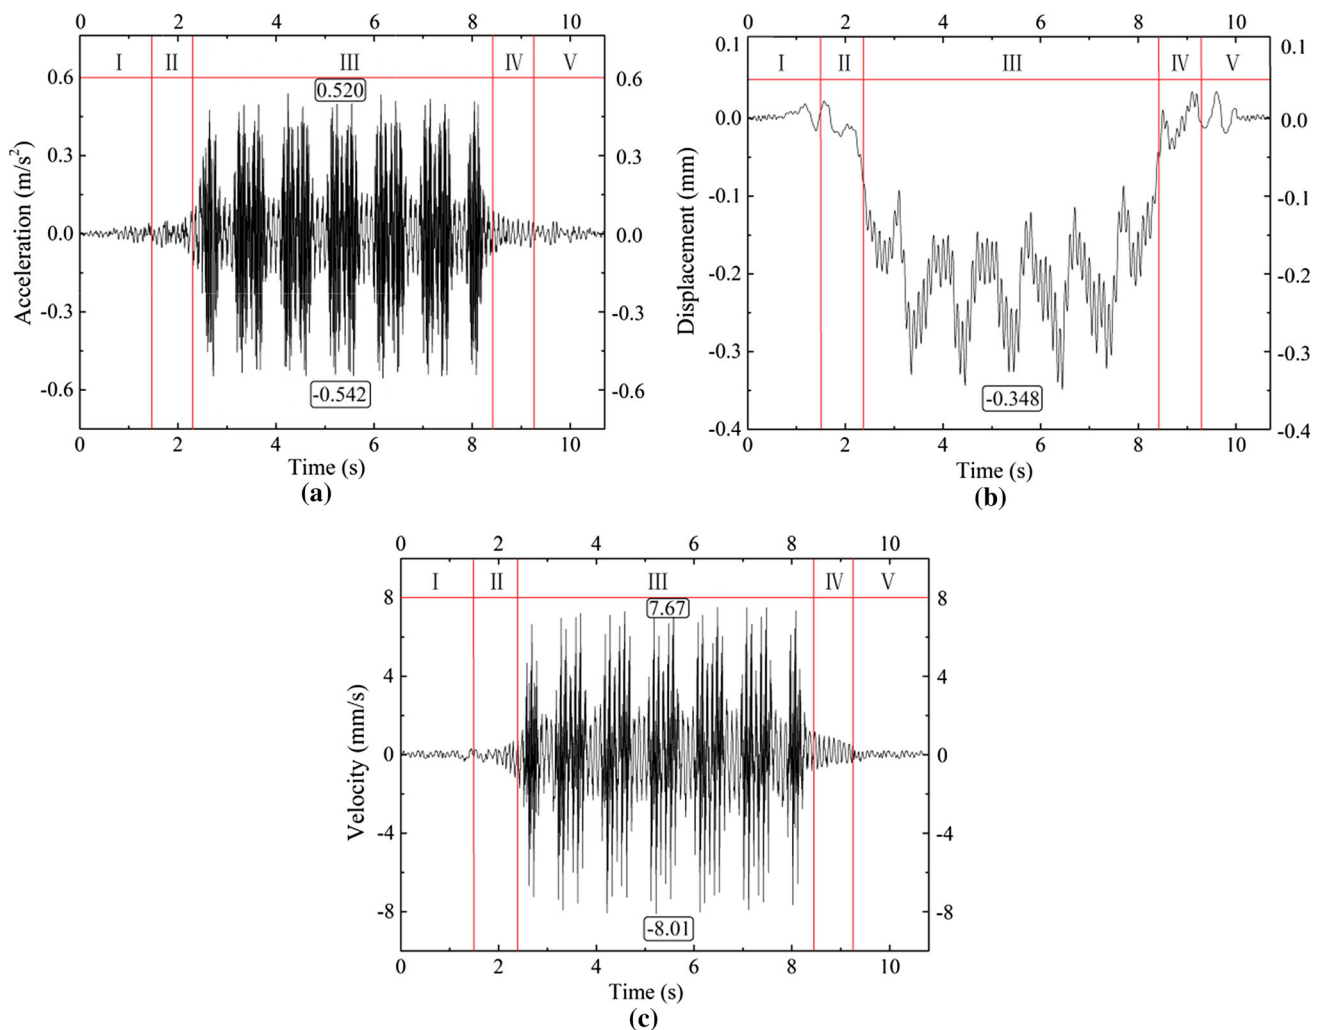 0 2 4 6 8 10
I II III IV V
0.6 0.520 0.6
0.3 0.3
Acceleration (m/s²)
0.0 0.0
-0.3 -0.3
-0.6 -0.542 -0.6
0 2 4 6 8 10
Time (s)
(a)
0 2 4 6 8 10
0.1 0.1
I II III IV V
0.0 0.0
-0.1 -0.1
Displacement (mm)
-0.2 -0.2
-0.3 -0.3
-0.348
-0.4 -0.4
0 2 4 6 8 10
Time (s)
(b)
0 2 4 6 8 10
I II III IV V
8 7.67 8
4 4
Velocity (mm/s)
0 0
-4 -4
-8 -8
-8.01
0 2 4 6 8 10
Time (s)
(c)